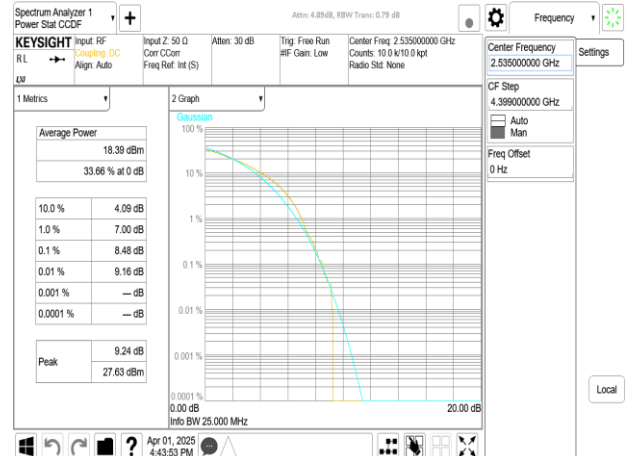 Spectrum Analyzer 1
Power Stat CCDF
Attn: 4.89dB, RBW Trans: 0.79 dB
Frequency
KEYSIGHT
RL
LXI
Input: RF
Coupling: DC
Align: Auto
Input Z: 50 Ω
Corr CCorr
Freq Ref: Int (S)
Atten: 30 dB
Trig: Free Run
#IF Gain: Low
Center Freq: 2.535000000 GHz
Counts: 10.0 k/10.0 kpt
Radio Std: None
Center Frequency
2.535000000 GHz
Settings
CF Step
4.399000000 GHz
Auto
Man
Freq Offset
0 Hz
1 Metrics
2 Graph
Average Power
18.39 dBm
33.66 % at 0 dB
10.0 % 4.09 dB
1.0 % 7.00 dB
0.1 % 8.48 dB
0.01 % 9.16 dB
0.001 % --- dB
0.0001 % --- dB
Peak
9.24 dB
27.63 dBm
Gaussian
100 %
10 %
1 %
0.1 %
0.01 %
0.001 %
0.0001 %
0.00 dB 20.00 dB
Info BW 25.000 MHz
Local
Apr 01, 2025
4:43:53 PM